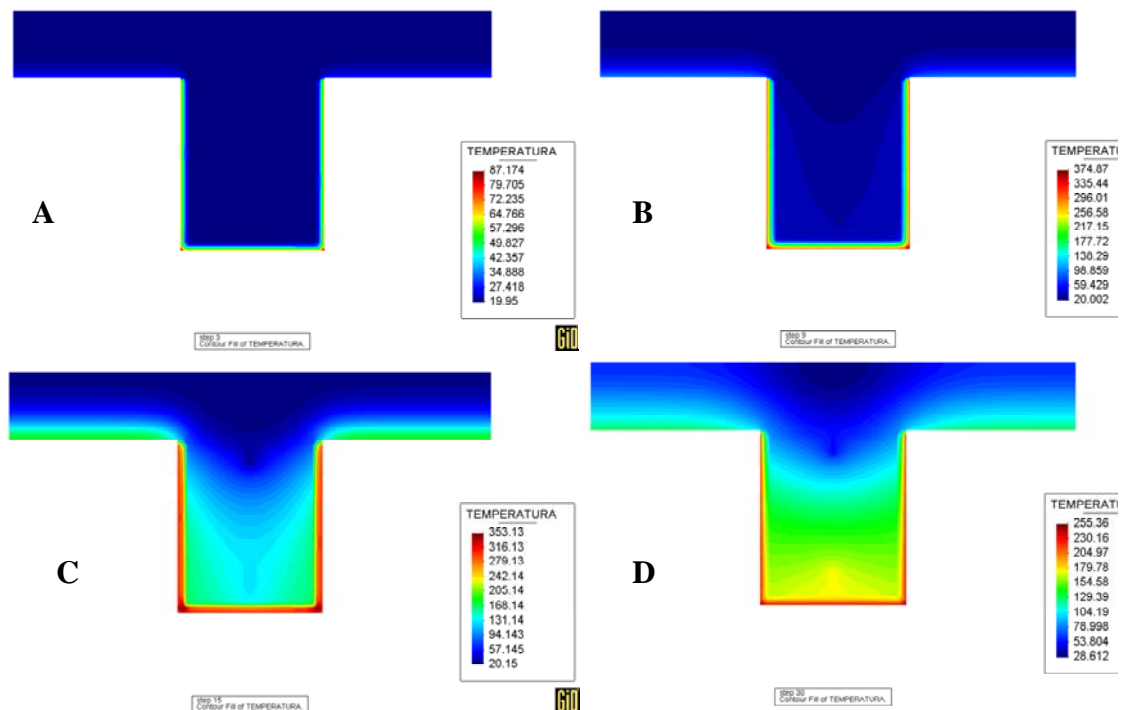 A
TEMPERATURA
87.174
79.705
72.235
64.766
57.296
49.827
42.357
34.888
27.418
19.95
step 3
Contour Fill of TEMPERATURA.
GiD
B
TEMPERATU
374.87
335.44
296.01
256.58
217.15
177.72
138.29
98.859
59.429
20.002
step 9
Contour Fill of TEMPERATURA.
C
TEMPERATURA
353.13
316.13
279.13
242.14
205.14
168.14
131.14
94.143
57.145
20.15
step 15
Contour Fill of TEMPERATURA.
GiD
D
TEMPERATU
255.36
230.16
204.97
179.78
154.58
129.39
104.19
78.998
53.804
28.612
step 30
Contour Fill of TEMPERATURA.